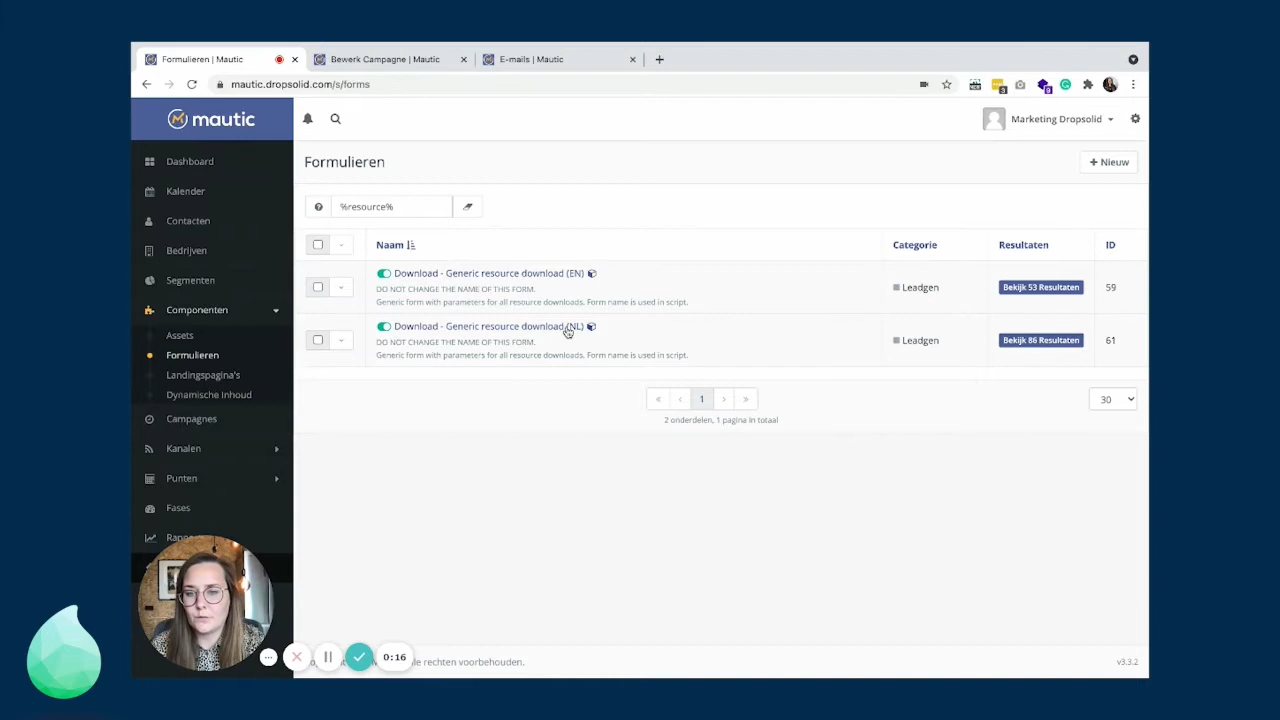 Formulieren | Mautic
Bewerk Campagne | Mautic
E-mails | Mautic
mautic.dropsolid.com/s/forms
mautic
Marketing Dropsolid
Dashboard
Kalender
Contacten
Bedrijven
Segmenten
Componenten
Assets
Formulieren
Landingspagina's
Dynamische Inhoud
Campagnes
Kanalen
Punten
Fases
Formulieren
+ Nieuw
%resource%
Naam
Categorie
Resultaten
ID
Download - Generic resource download (EN)
DO NOT CHANGE THE NAME OF THIS FORM.
Generic form with parameters for all resource downloads. Form name is used in script.
Leadgen
Bekijk 53 Resultaten
59
Download - Generic resource download (NL)
DO NOT CHANGE THE NAME OF THIS FORM.
Generic form with parameters for all resource downloads. Form name is used in script.
Leadgen
Bekijk 86 Resultaten
61
« ‹ 1 › »
30
2 onderdelen, 1 pagina in totaal
0:16
rechten voorbehouden.
v3.3.2